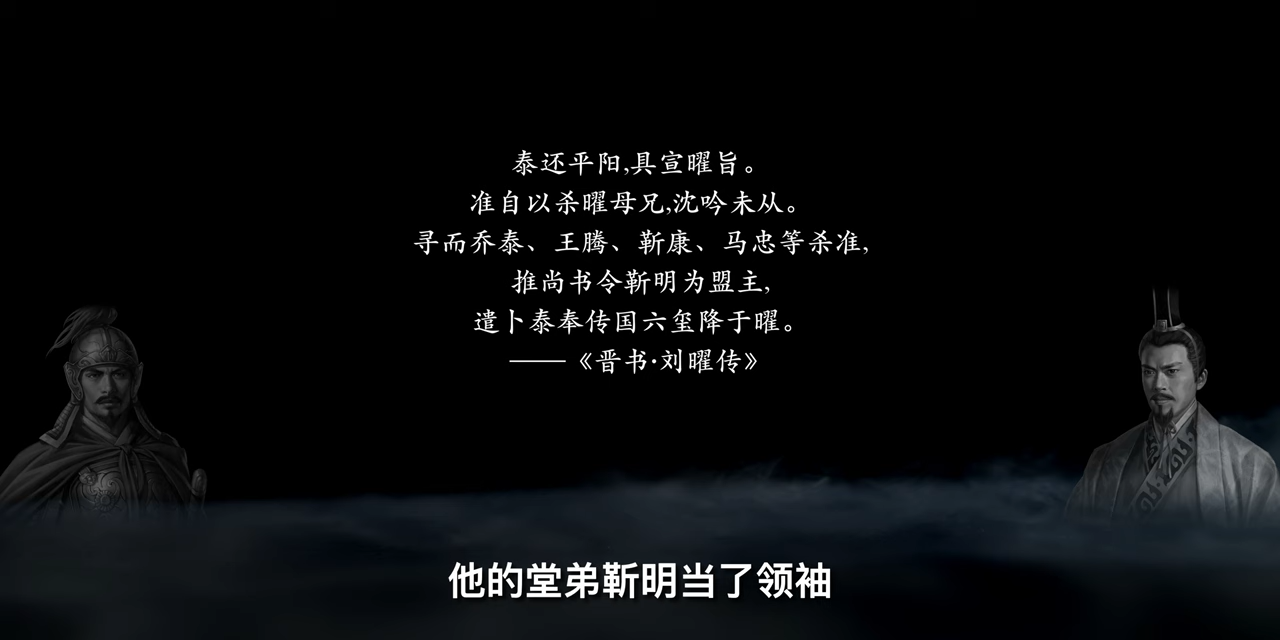 泰还平阳,具宣曜旨。
准自以杀曜母兄,沈吟未从。
寻而乔泰、王腾、靳康、马忠等杀准,
推尚书令靳明为盟主,
遣卜泰奉传国六玺降于曜。
——《晋书·刘曜传》
他的堂弟靳明当了领袖